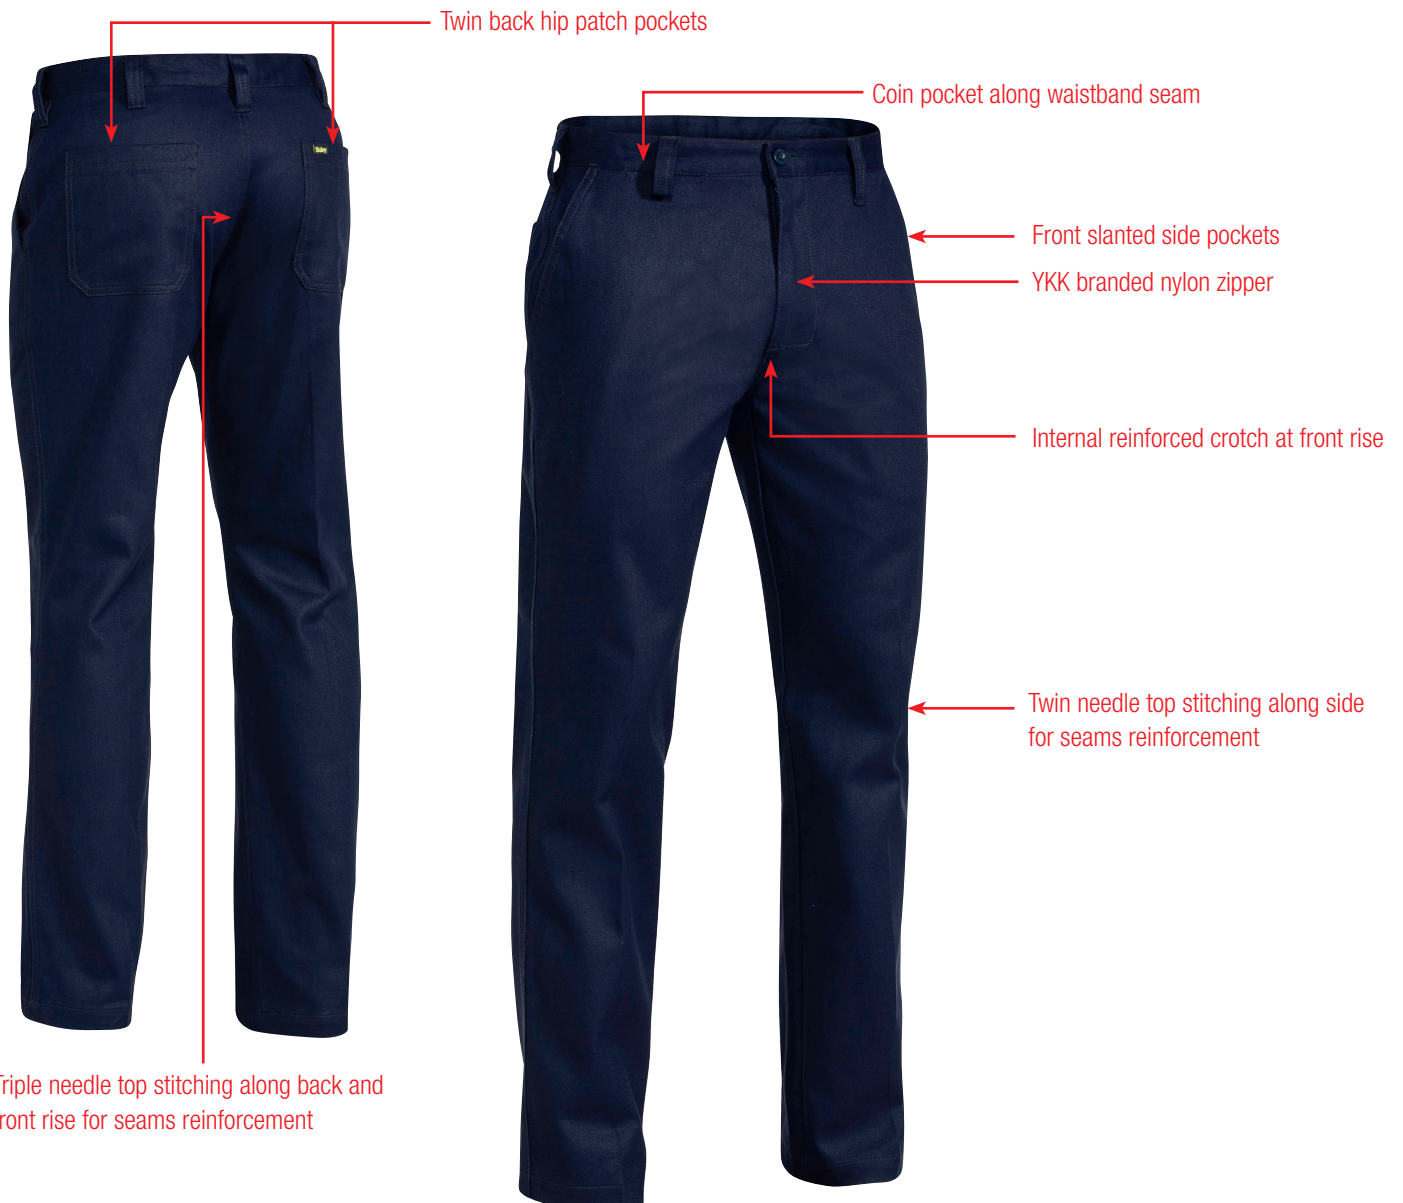 Twin back hip patch pockets
Coin pocket along waistband seam
Front slanted side pockets
YKK branded nylon zipper
Internal reinforced crotch at front rise
Twin needle top stitching along side
for seams reinforcement
Triple needle top stitching along back and
front rise for seams reinforcement